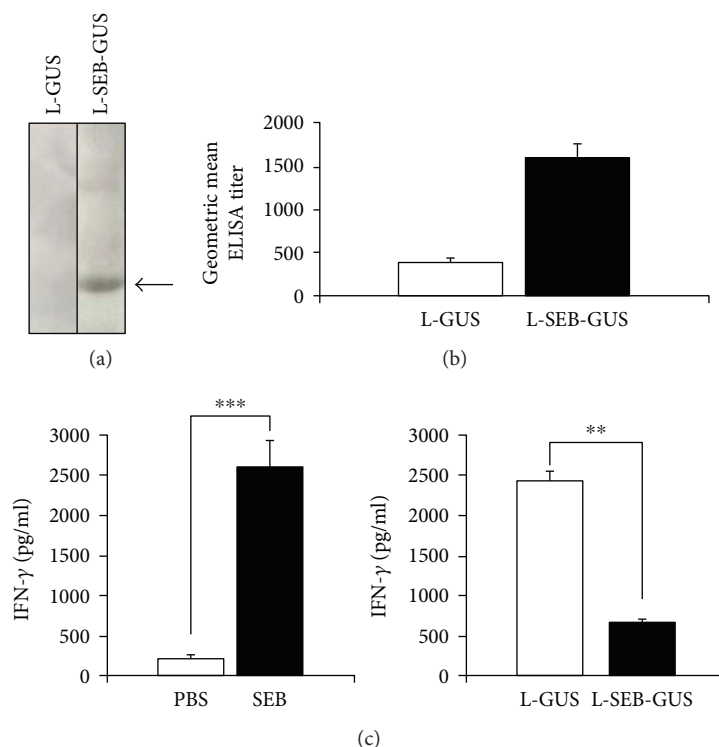 L-GUS
L-SEB-GUS
(a)
Geometric mean
ELISA titer
2000
1500
1000
500
0
L-GUS
L-SEB-GUS
(b)
IFN-γ (pg/ml)
3000
2500
2000
1500
1000
500
0
***
PBS
SEB
IFN-γ (pg/ml)
3000
2500
2000
1500
1000
500
0
**
L-GUS
L-SEB-GUS
(c)